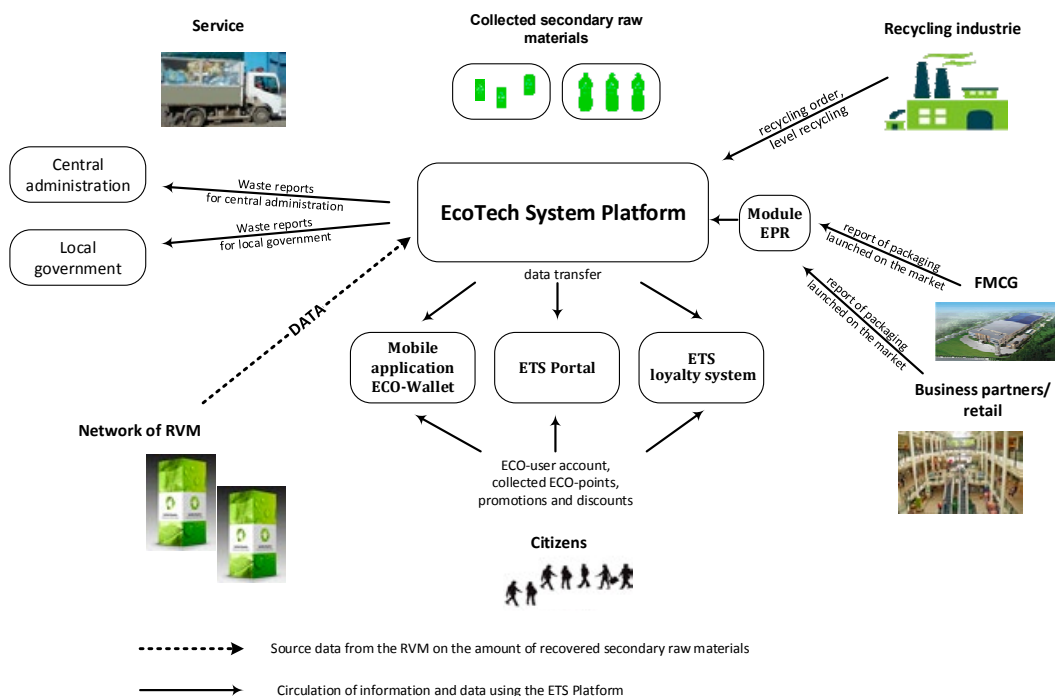 Service
Collected secondary raw
materials
Recycling industrie
recycling order,
level recycling
Central
administration
Waste reports
for central administration
EcoTech System Platform
Module
EPR
Local
government
Waste reports
for local government
report of packaging
launched on the market
FMCG
data transfer
DATA
report of packaging
launched on the market
Mobile
application
ECO-Wallet
ETS Portal
ETS
loyalty system
Business partners/
retail
Network of RVM
ECO-user account,
collected ECO-points,
promotions and discounts
Citizens
Source data from the RVM on the amount of recovered secondary raw materials
Circulation of information and data using the ETS Platform